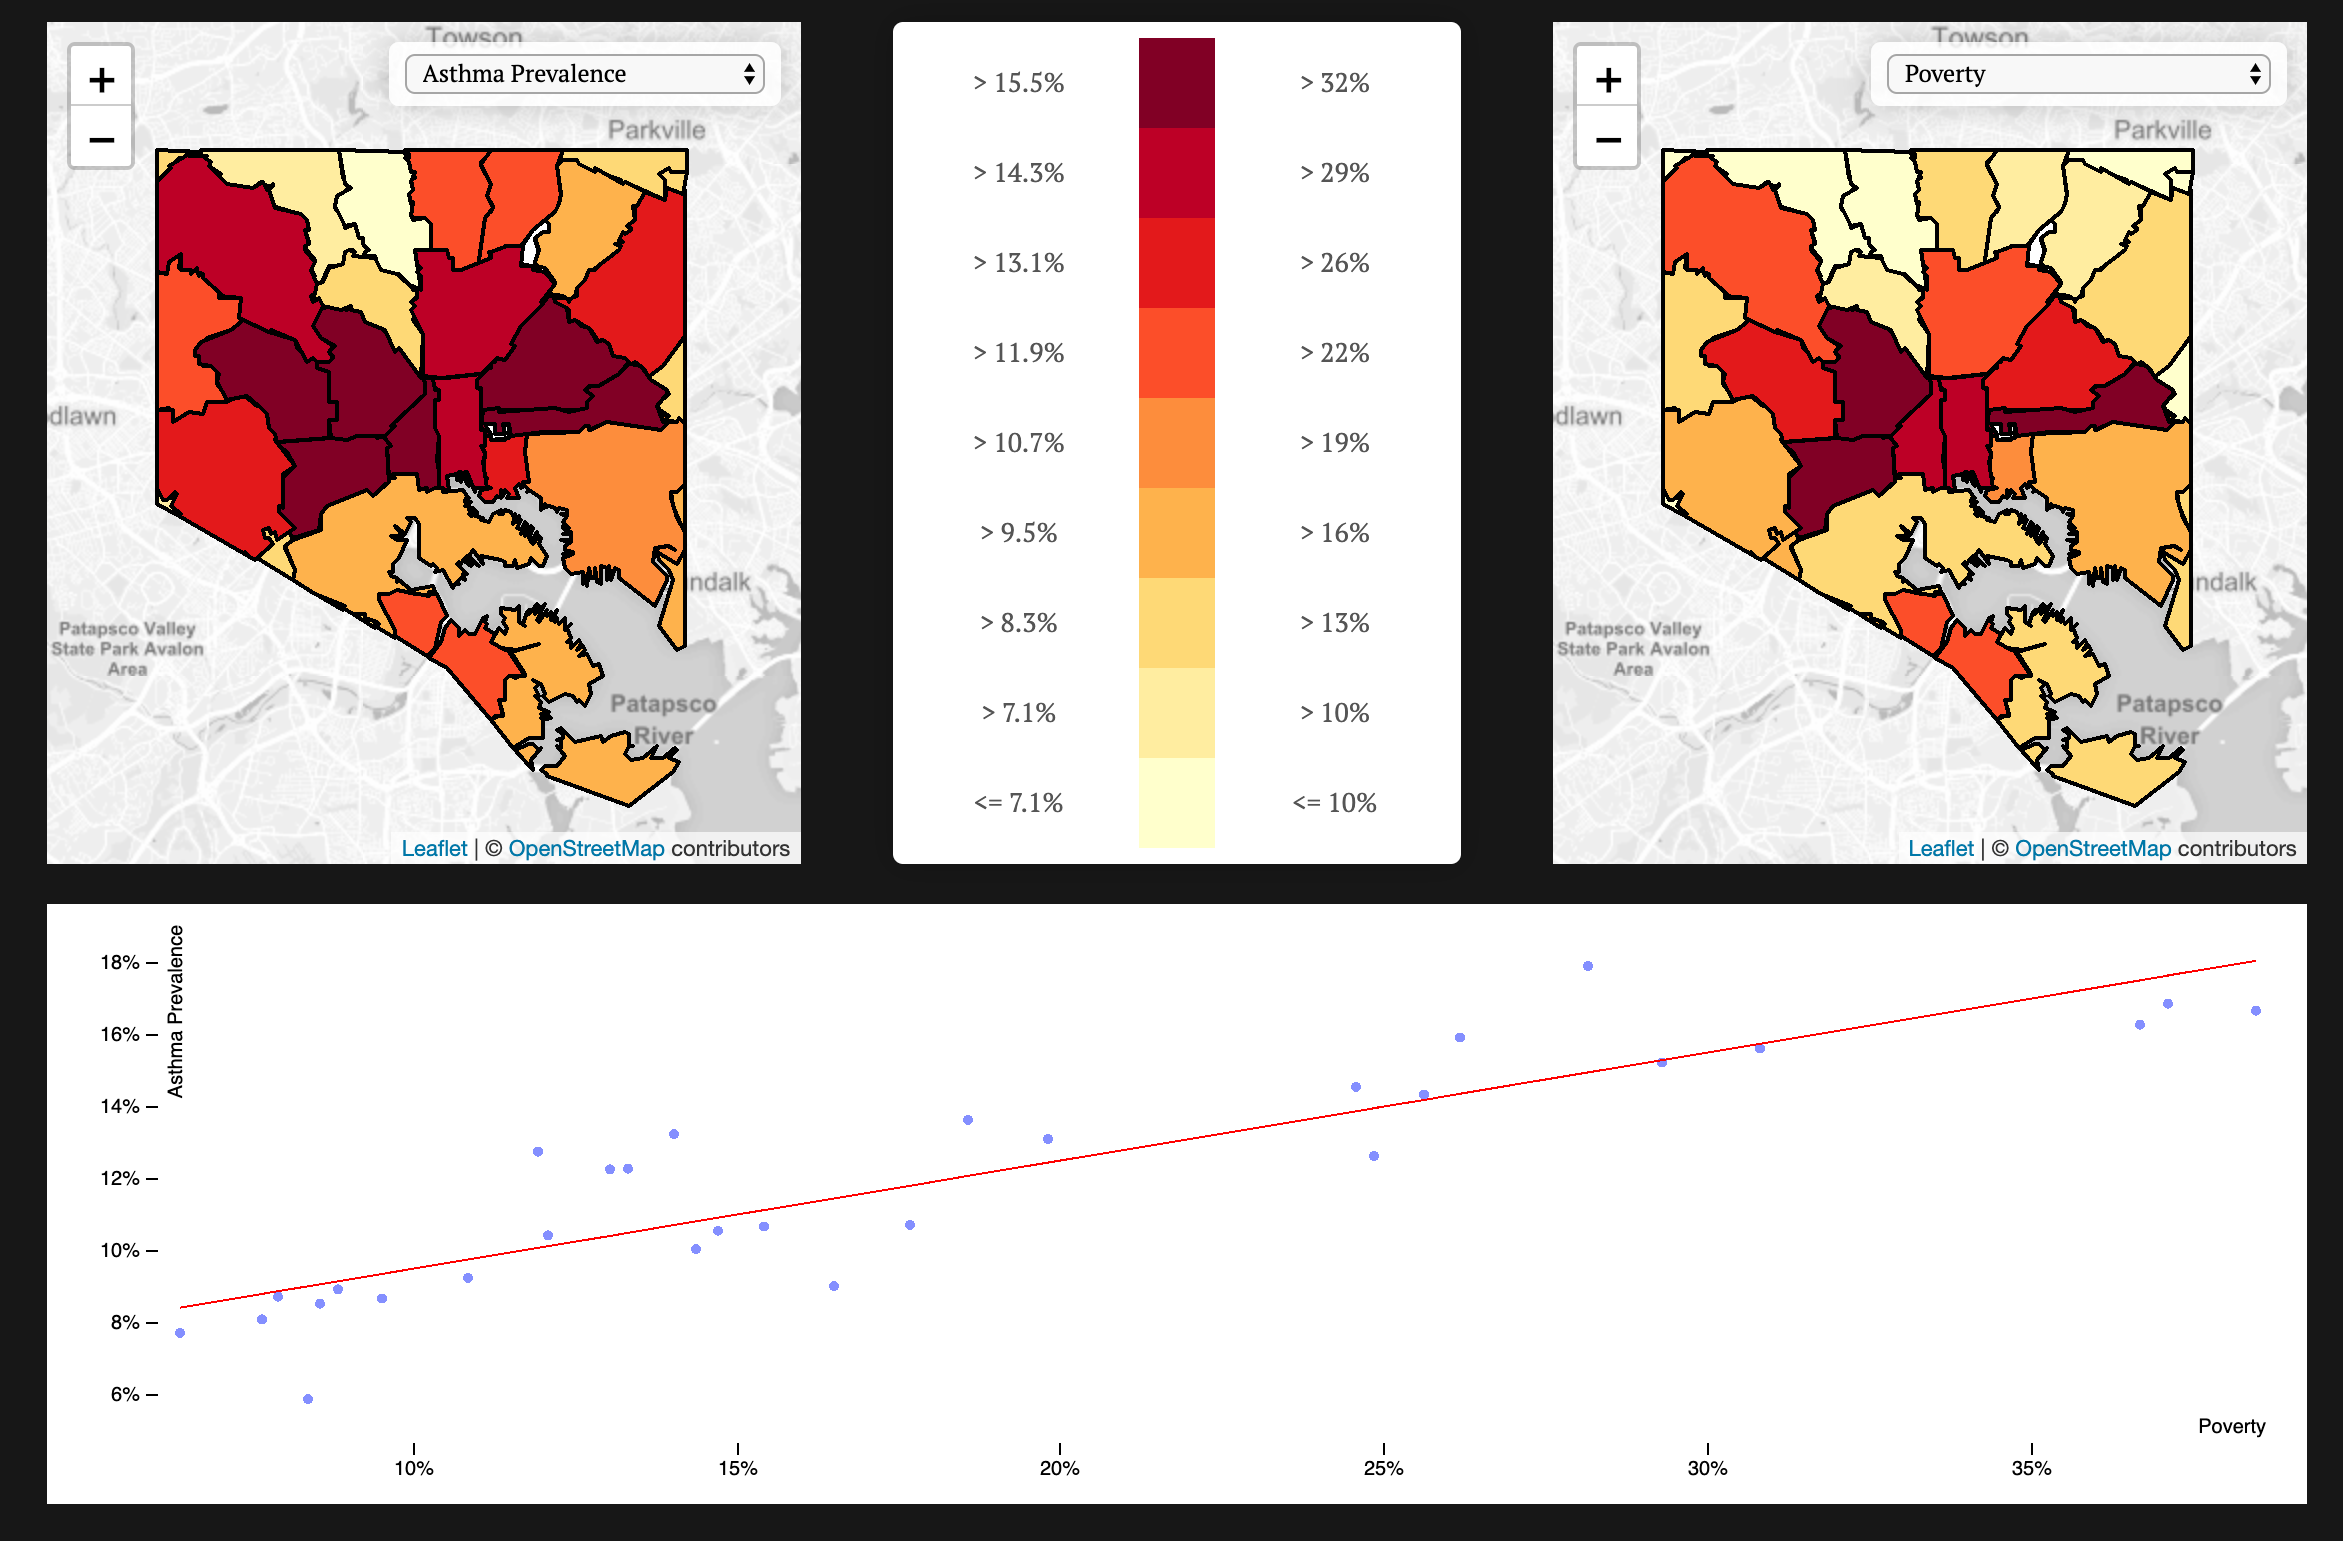 Towson
+
Asthma Prevalence
−
Parkville
dlawn
ndalk
Patapsco Valley
State Park Avalon
Area
Patapsco
River
Leaflet | © OpenStreetMap contributors
> 15.5% > 32%
> 14.3% > 29%
> 13.1% > 26%
> 11.9% > 22%
> 10.7% > 19%
> 9.5% > 16%
> 8.3% > 13%
> 7.1% > 10%
<= 7.1% <= 10%
Towson
+
Poverty
−
Parkville
dlawn
ndalk
Patapsco Valley
State Park Avalon
Area
Patapsco
River
Leaflet | © OpenStreetMap contributors
Asthma Prevalence
18%
16%
14%
12%
10%
8%
6%
Poverty
10% 15% 20% 25% 30% 35%